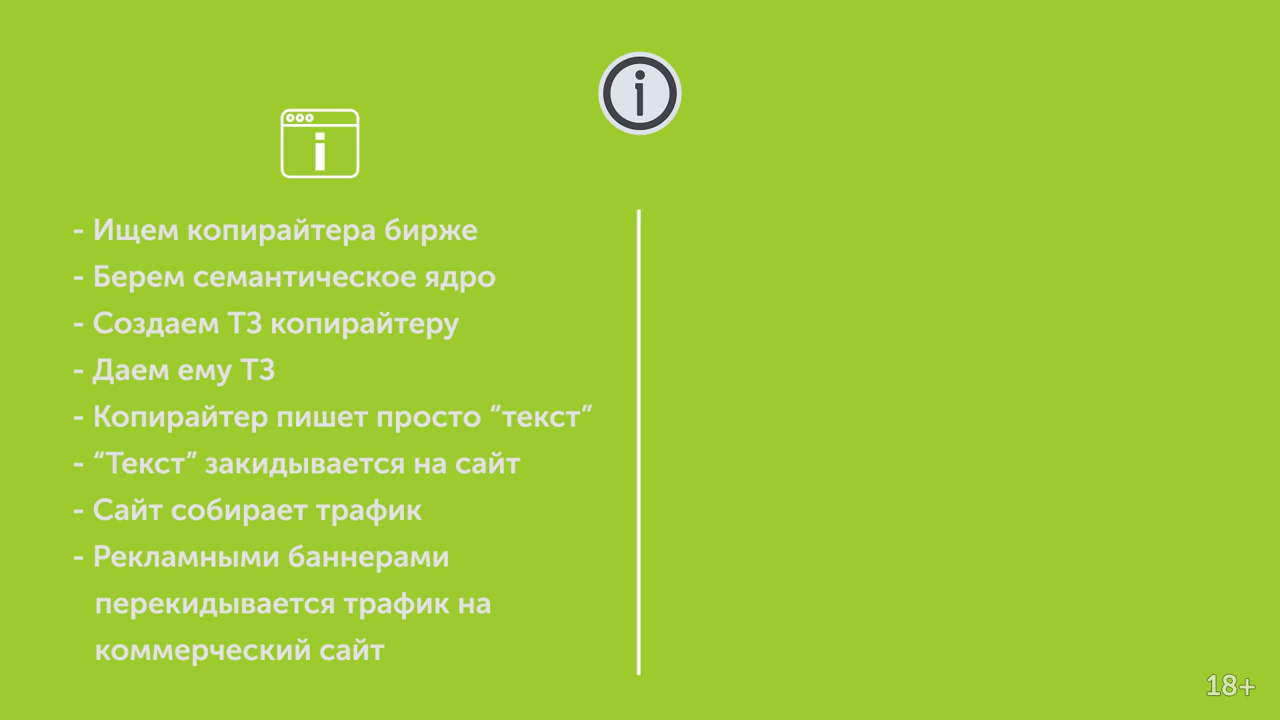 - Ищем копирайтера бирже
- Берем семантическое ядро
- Создаем ТЗ копирайтеру
- Даем ему ТЗ
- Копирайтер пишет просто “текст”
- “Текст” закидывается на сайт
- Сайт собирает трафик
- Рекламными баннерами
перекидывается трафик на
коммерческий сайт
18+